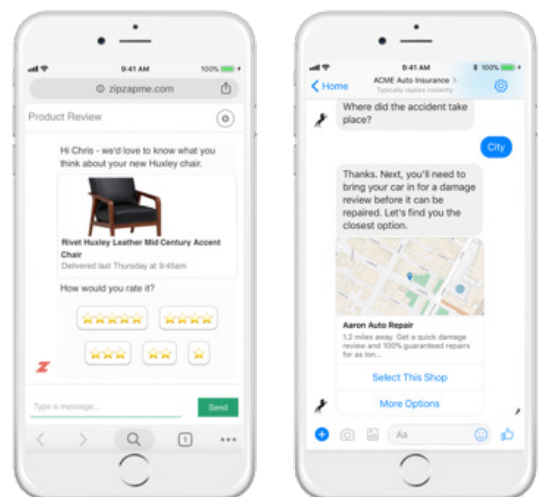 9:41 AM
100%
zipzapme.com
Product Review
Hi Chris - we'd love to know what you
think about your new Huxley chair.
Rivet Huxley Leather Mid Century Accent
Chair
Delivered last Thursday at 9:45am
How would you rate it?
Z
Type a message...
Send
1
9:41 AM
100%
Home
ACME Auto Insurance >
Typically replies instantly
Where did the accident take
place?
City
Thanks. Next, you'll need to
bring your car in for a damage
review before it can be
repaired. Let's find you the
closest option.
Aaron Auto Repair
1.2 miles away. Get a quick damage
review and 100% guaranteed repairs
for as lon...
Select This Shop
More Options
Aa